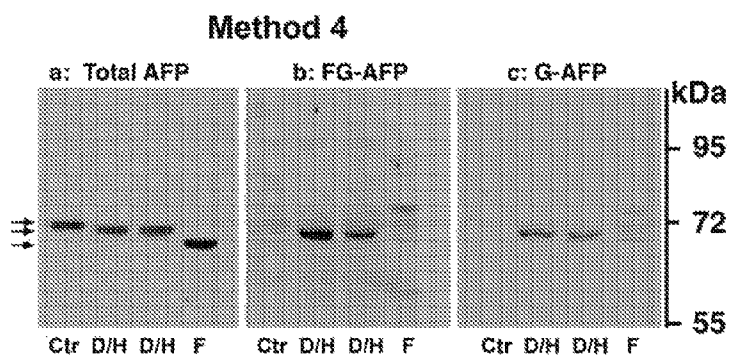 Method 4
a: Total AFP
b: FG-AFP
c: G-AFP
kDa
95
72
55
Ctr D/H D/H F
Ctr D/H D/H F
Ctr D/H D/H F